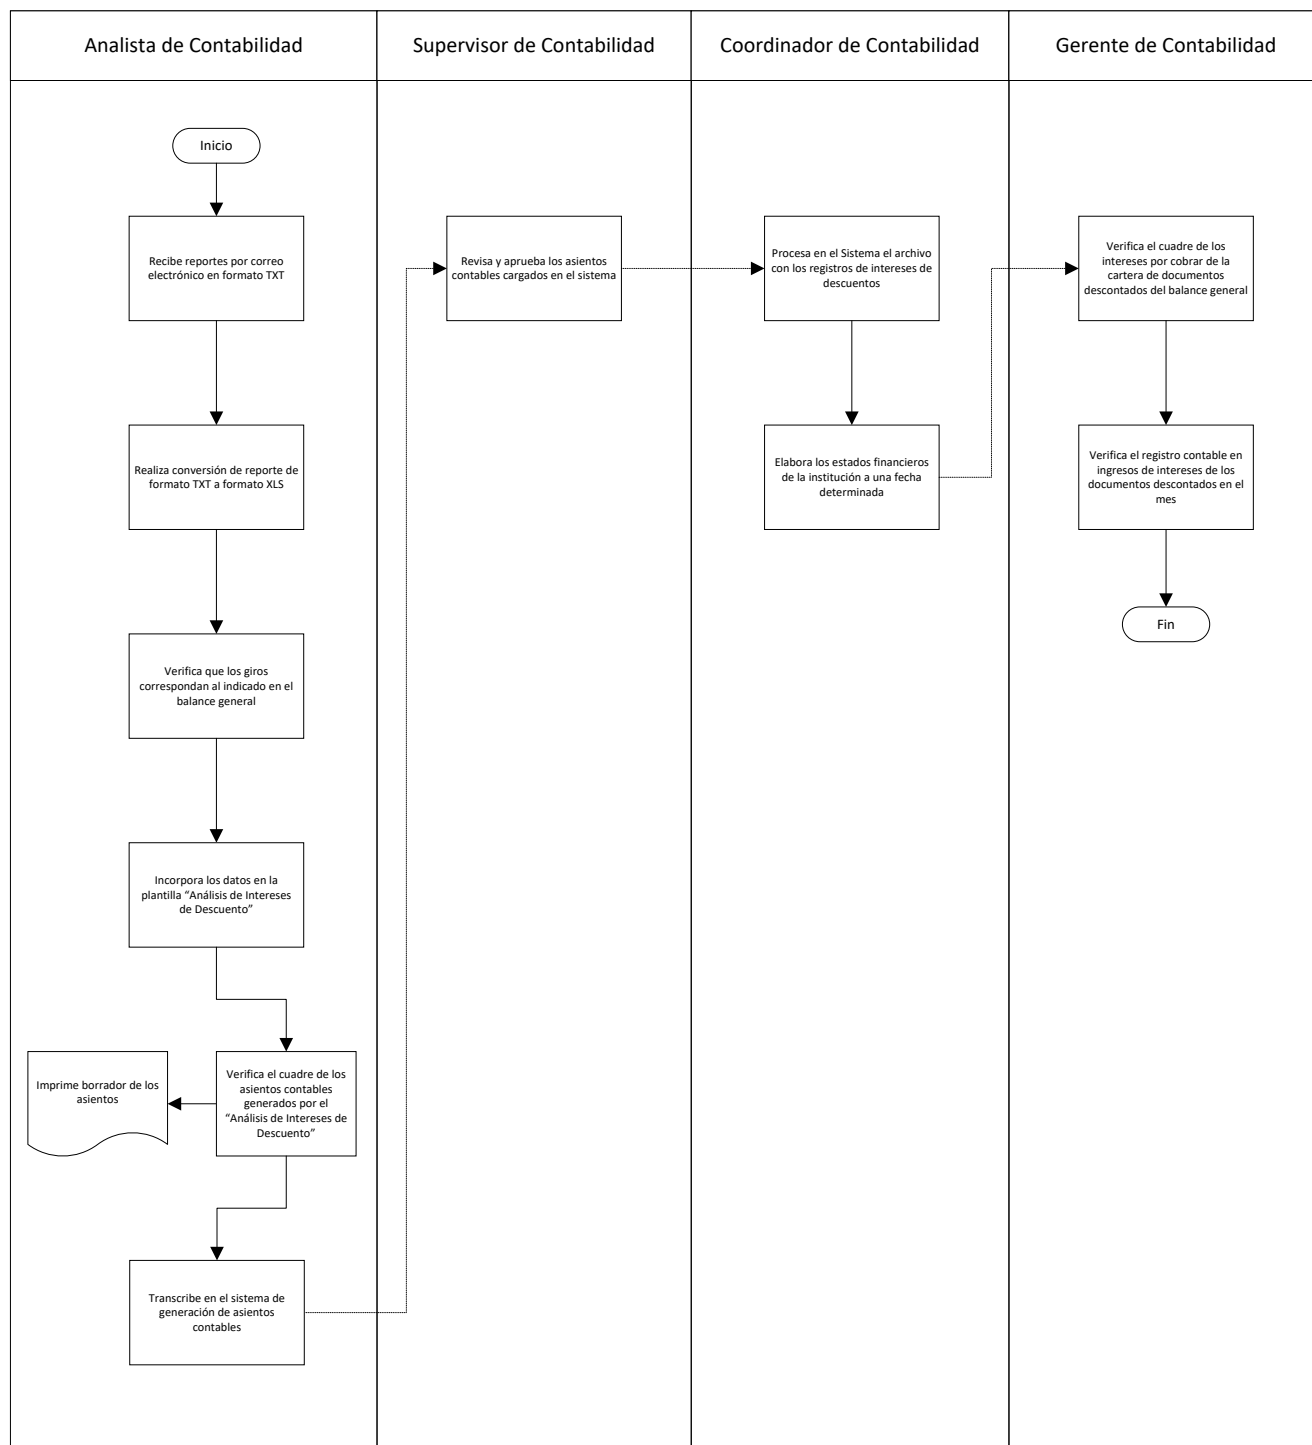 Analista de Contabilidad
Supervisor de Contabilidad
Coordinador de Contabilidad
Gerente de Contabilidad
Inicio
Recibe reportes por correo
electrónico en formato TXT
Realiza conversión de reporte de
formato TXT a formato XLS
Verifica que los giros
correspondan al indicado en el
balance general
Incorpora los datos en la
plantilla “Análisis de Intereses
de Descuento”
Verifica el cuadre de los
asientos contables
generados por el
“Análisis de Intereses de
Descuento”
Imprime borrador de los
asientos
Transcribe en el sistema de
generación de asientos
contables
Revisa y aprueba los asientos
contables cargados en el sistema
Procesa en el Sistema el archivo
con los registros de intereses de
descuentos
Elabora los estados financieros
de la institución a una fecha
determinada
Verifica el cuadre de los
intereses por cobrar de la
cartera de documentos
descontados del balance general
Verifica el registro contable en
ingresos de intereses de los
documentos descontados en el
mes
Fin